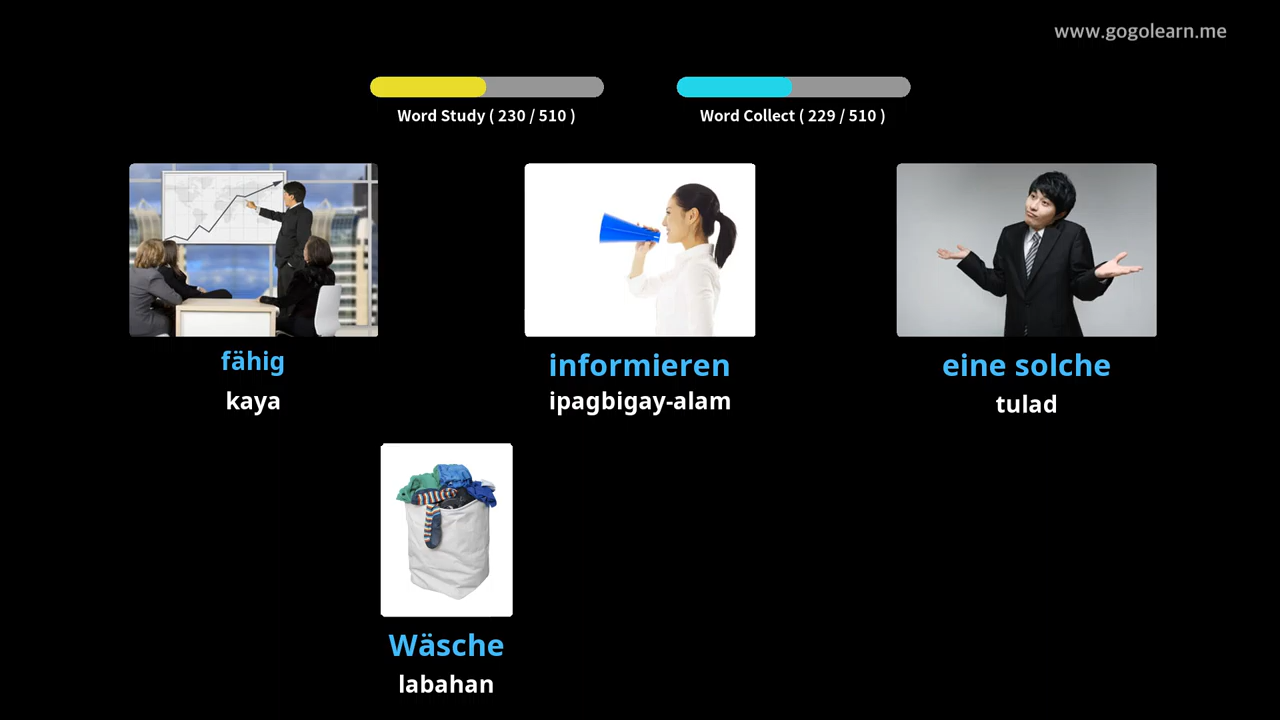 www.gogolearn.me
Word Study ( 230 / 510 )
Word Collect ( 229 / 510 )
fähig
kaya
informieren
ipagbigay-alam
eine solche
tulad
Wäsche
labahan